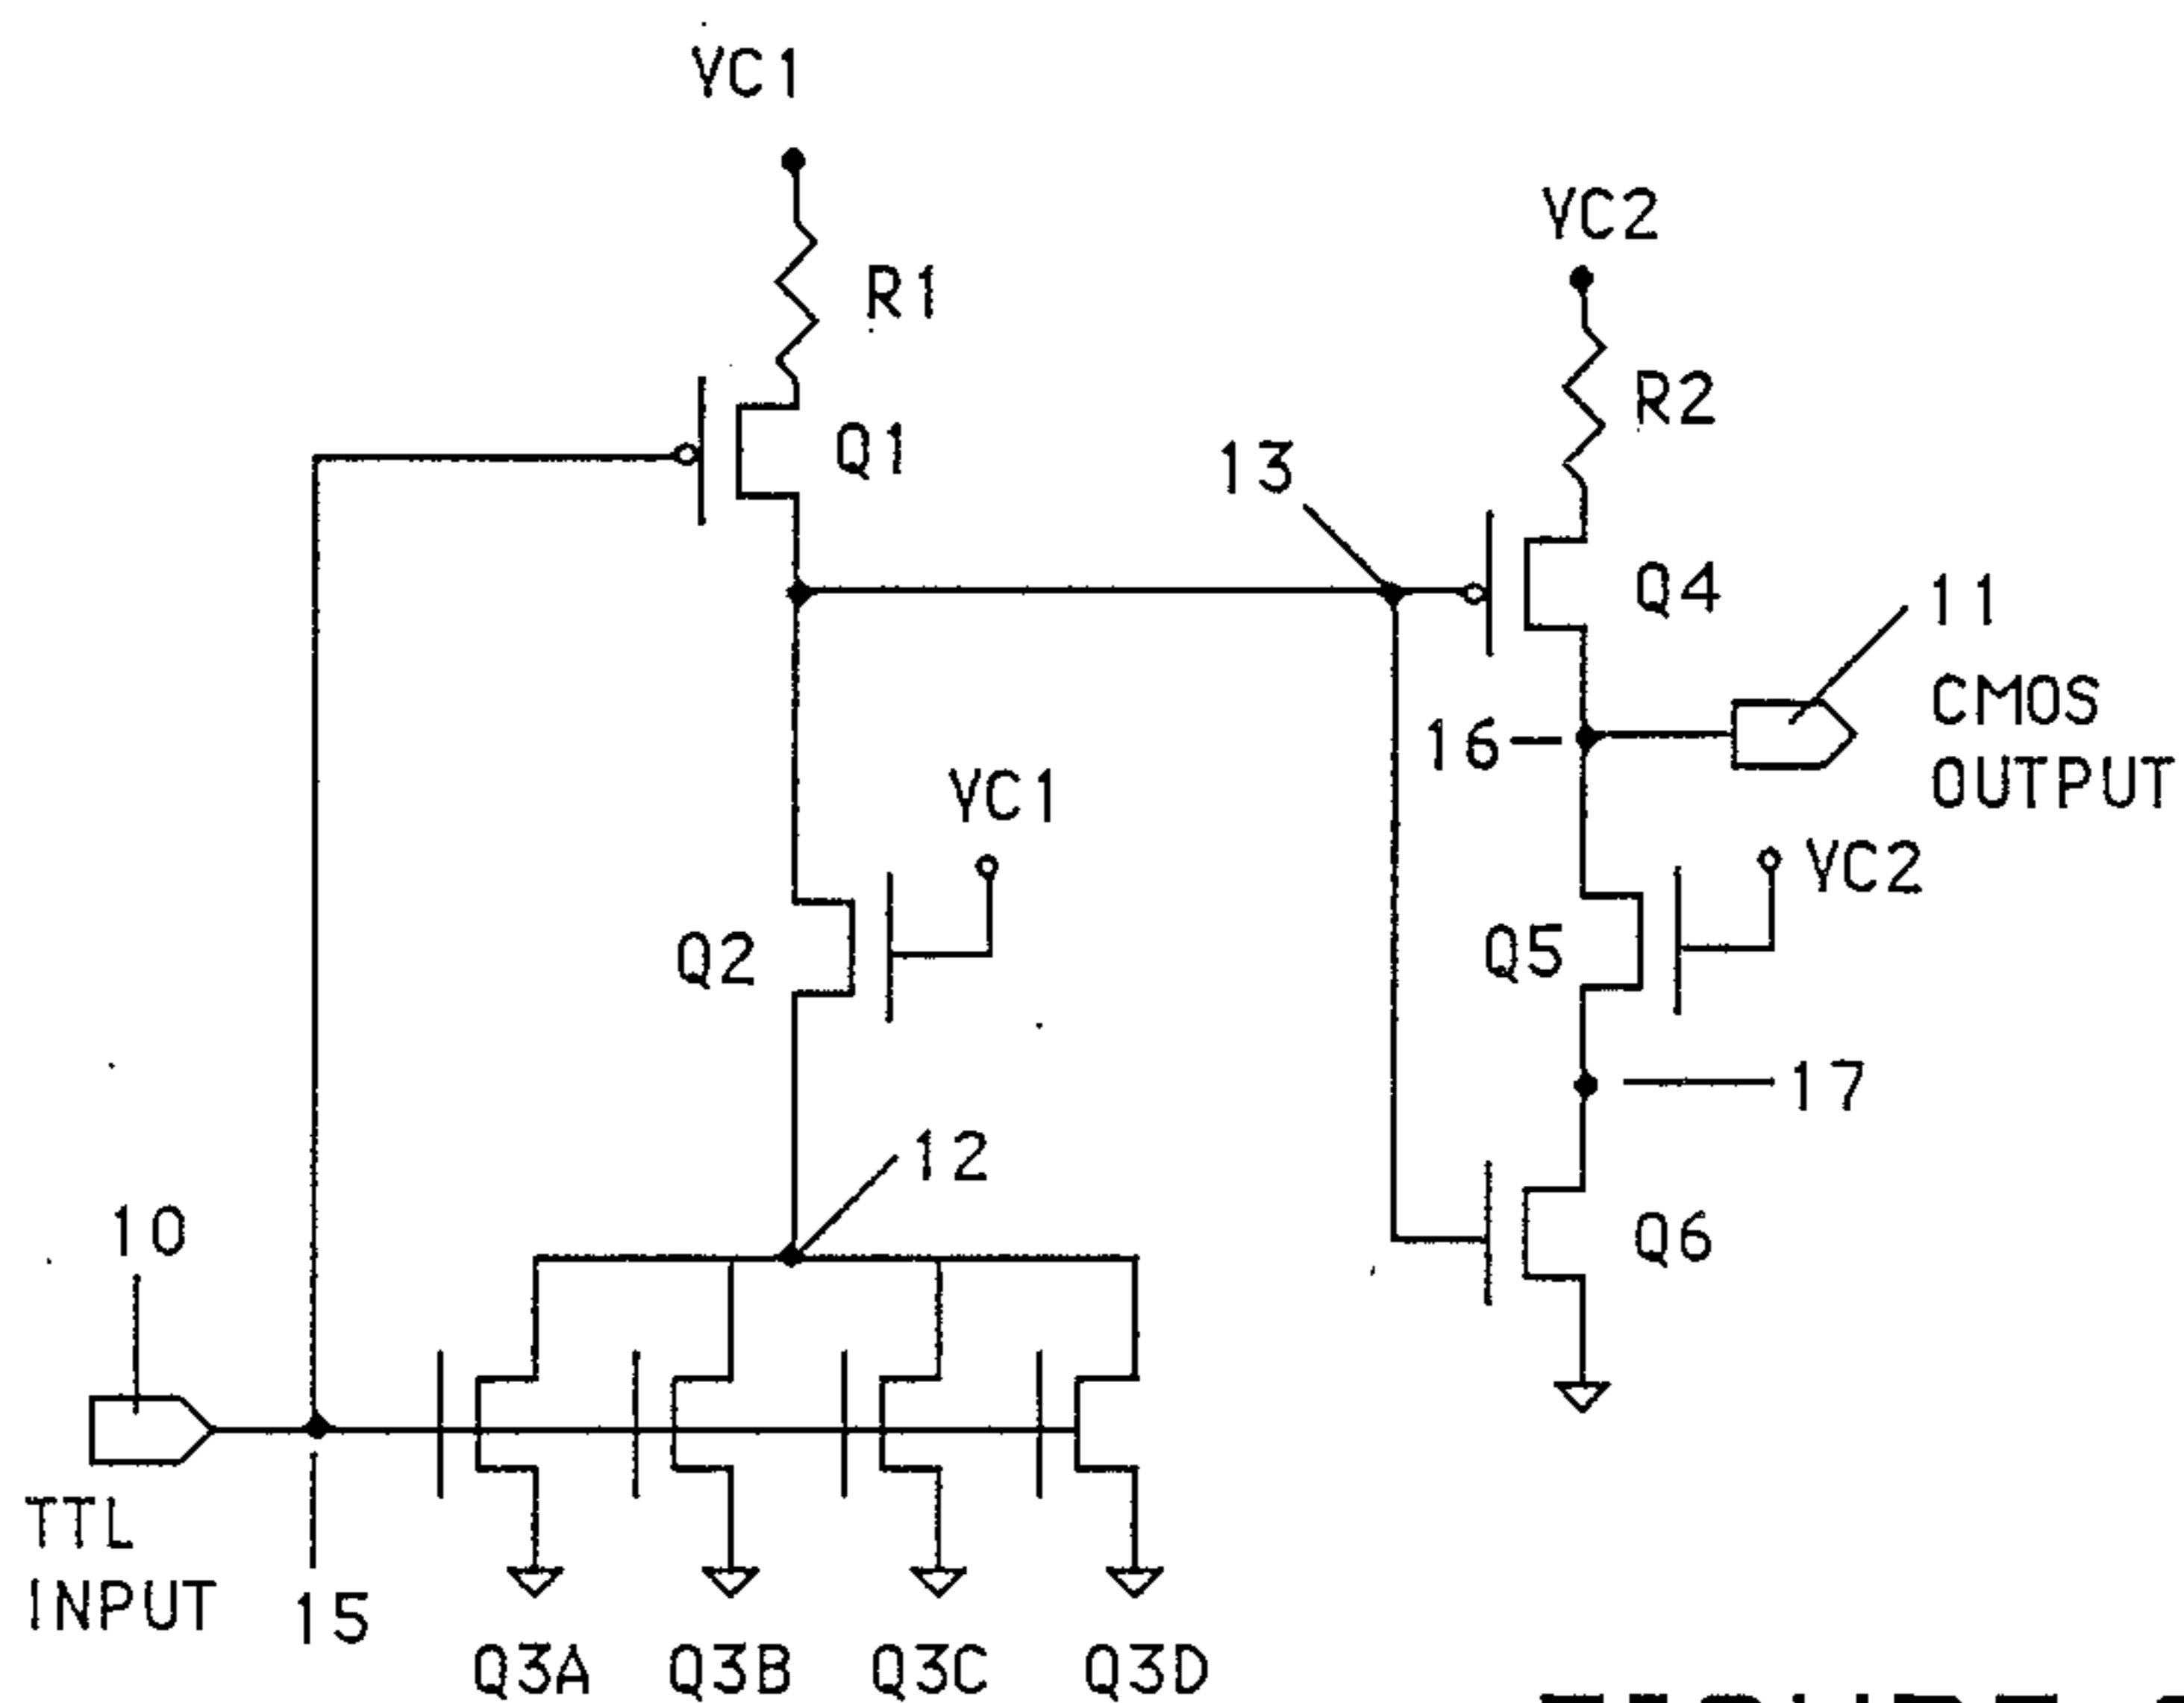 VC1
R1
VC2
R2
Q1
13
Q4
11
CMOS
OUTPUT
16
VC1
VC2
Q2
Q5
17
12
10
Q6
TTL
INPUT
15
Q3A
Q3B
Q3C
Q3D